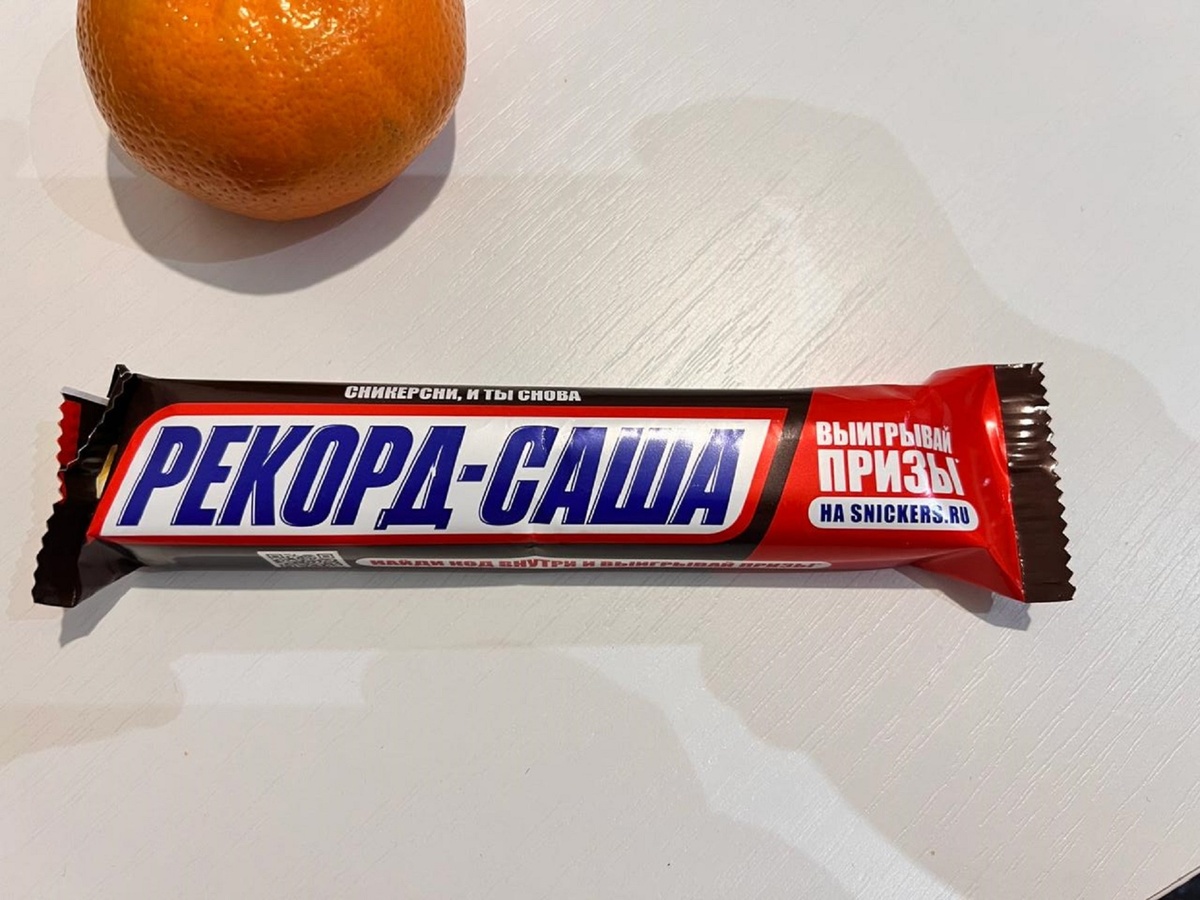 СНИКЕРСНИ, И ТЫ СНОВА
РЕКОРД-САША
ВЫИГРЫВАЙ
ПРИЗЫ*
НА SNICKERS.RU
НАЙДИ КОД ВНУТРИ И ВЫИГРЫВАЙ ПРИЗЫ*